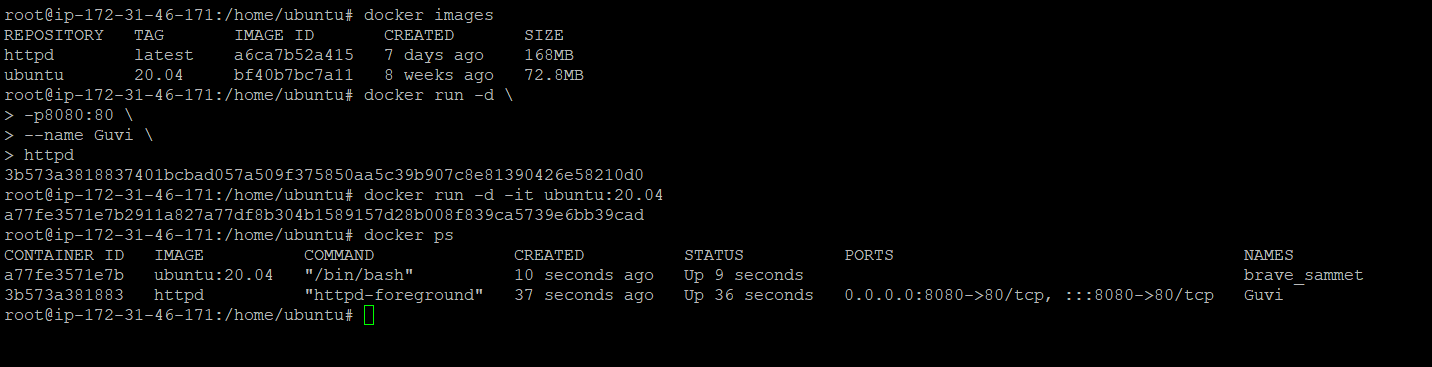 root@ip-172-31-46-171:/home/ubuntu# docker images
REPOSITORY   TAG       IMAGE ID       CREATED       SIZE
httpd        latest    a6ca7b52a415   7 days ago    168MB
ubuntu       20.04     bf40b7bc7a11   8 weeks ago   72.8MB
root@ip-172-31-46-171:/home/ubuntu# docker run -d \
> -p8080:80 \
> --name Guvi \
> httpd
3b573a3818837401bcbad057a509f375850aa5c39b907c8e81390426e58210d0
root@ip-172-31-46-171:/home/ubuntu# docker run -d -it ubuntu:20.04
a77fe3571e7b2911a827a77df8b304b1589157d28b008f839ca5739e6bb39cad
root@ip-172-31-46-171:/home/ubuntu# docker ps
CONTAINER ID   IMAGE          COMMAND              CREATED          STATUS          PORTS                                   NAMES
a77fe3571e7b   ubuntu:20.04   "/bin/bash"          10 seconds ago   Up 9 seconds                                            brave_sammet
3b573a381883   httpd          "httpd-foreground"   37 seconds ago   Up 36 seconds   0.0.0.0:8080->80/tcp, :::8080->80/tcp   Guvi
root@ip-172-31-46-171:/home/ubuntu#